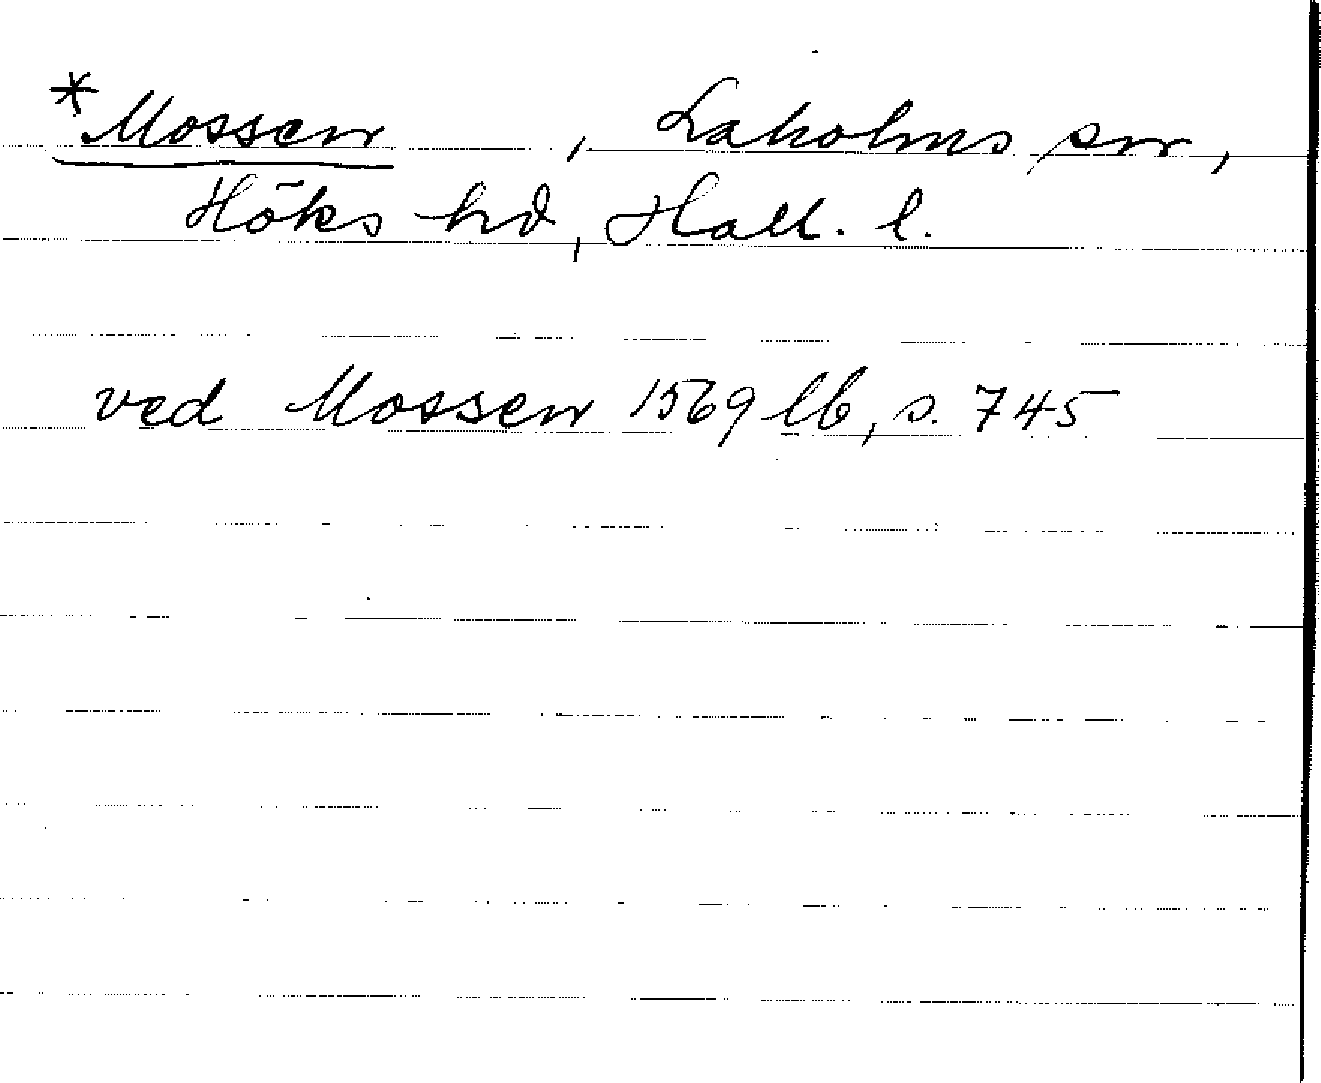 *Mossen , Laholms sn,
Höks hd, Hall. l.
ved Mossen 1569 lb, s. 745